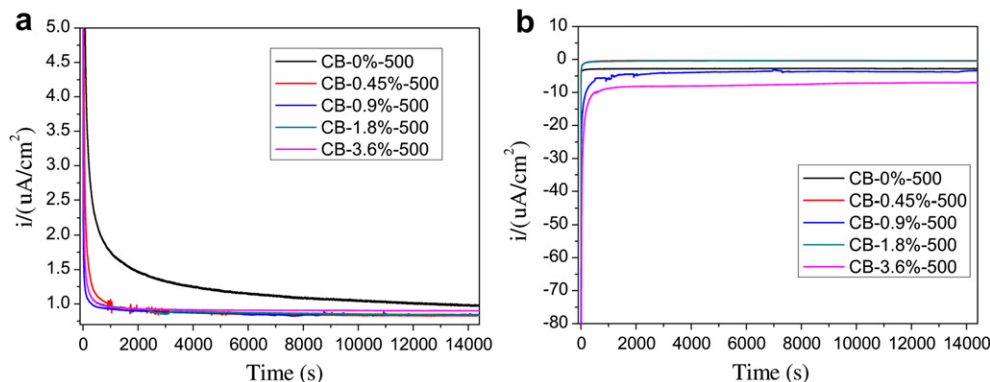 a
5.0
4.5
4.0
3.5
3.0
2.5
2.0
1.5
1.0
i/(uA/cm²)
CB-0%-500
CB-0.45%-500
CB-0.9%-500
CB-1.8%-500
CB-3.6%-500
0 2000 4000 6000 8000 10000 12000 14000
Time (s)
b
10
0
-10
-20
-30
-40
-50
-60
-70
-80
i/(uA/cm²)
CB-0%-500
CB-0.45%-500
CB-0.9%-500
CB-1.8%-500
CB-3.6%-500
0 2000 4000 6000 8000 10000 12000 14000
Time (s)